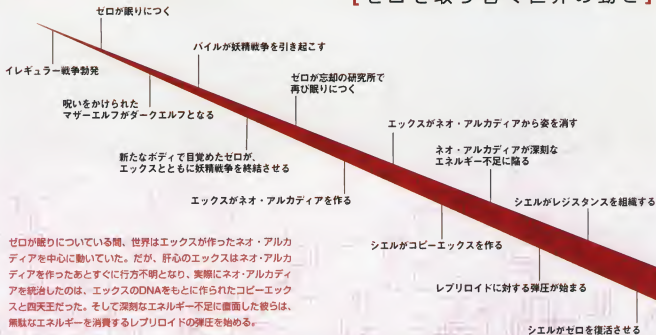 [ゼロを取り巻く世界の動き]
ゼロが眠りにつく
イレギュラー戦争勃発
バイルが妖精戦争を引き起こす
呪いをかけられた
マザーエルフがダークエルフとなる
ゼロが忘却の研究所で
再び眠りにつく
新たなボディで目覚めたゼロが、
エックスとともに妖精戦争を終結させる
エックスがネオ・アルカディアから姿を消す
エックスがネオ・アルカディアを作る
ネオ・アルカディアが深刻な
エネルギー不足に陥る
シエルがコピーエックスを作る
シエルがレジスタンスを組織する
レプリロイドに対する弾圧が始まる
シエルがゼロを復活させる
ゼロが眠りについている間、世界はエックスが作ったネオ・アルカ
ディアを中心に動いていた。だが、肝心のエックスはネオ・アルカ
ディアを作ったあとすぐに行方不明となり、実際にネオ・アルカディ
アを統治したのは、エックスのDNAをもとに作られたコピーエック
スと四天王だった。そして深刻なエネルギー不足に直面した彼らは、
無駄なエネルギーを消費するレプリロイドの弾圧を始める。